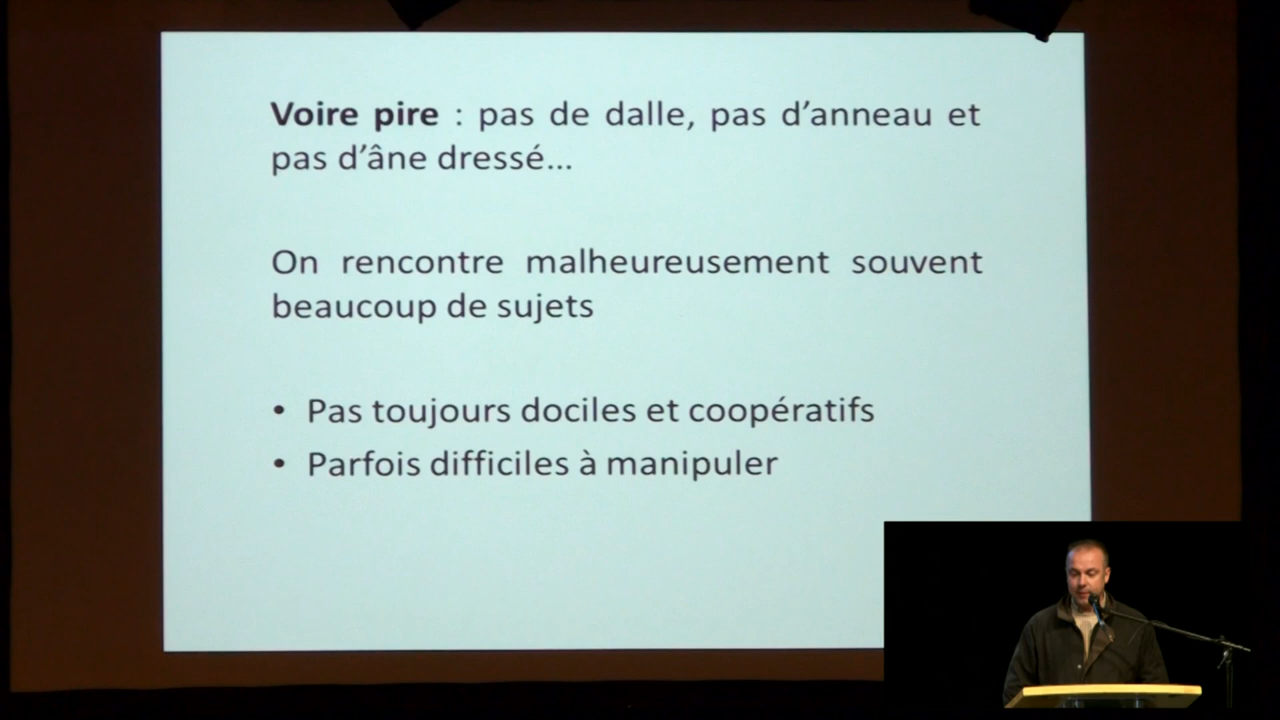 Voire pire : pas de dalle, pas d’anneau et
pas d’âne dressé...
On rencontre malheureusement souvent
beaucoup de sujets
• Pas toujours dociles et coopératifs
• Parfois difficiles à manipuler